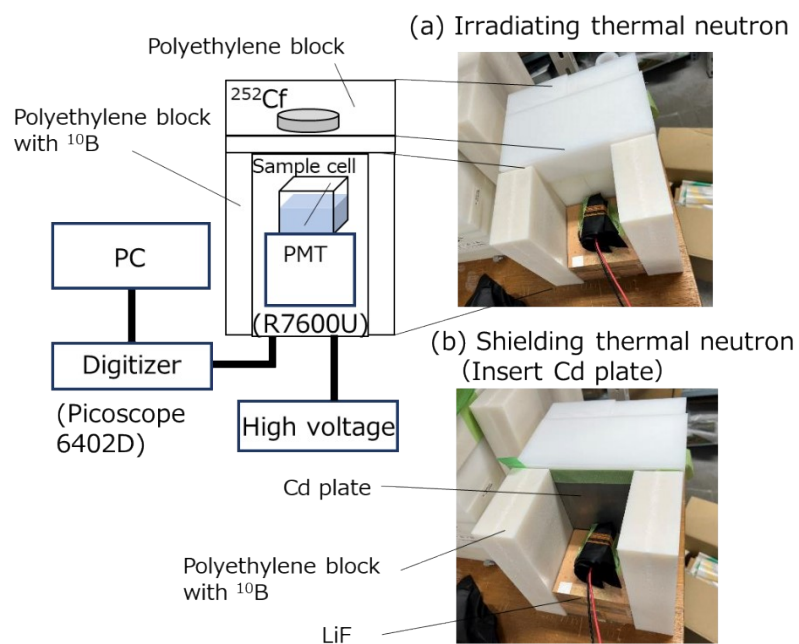 (a) Irradiating thermal neutron
Polyethylene block
²⁵²Cf
Polyethylene block
with ¹⁰B
Sample cell
PMT
(R7600U)
PC
Digitizer
(Picoscope
6402D)
High voltage
(b) Shielding thermal neutron
(Insert Cd plate)
Cd plate
Polyethylene block
with ¹⁰B
LiF